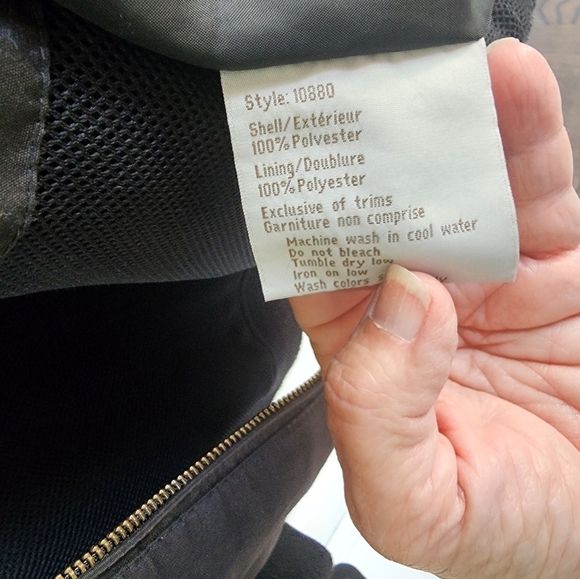 Style: 10880
Shell/Extérieur
100% Polyester
Lining/Doublure
100% Polyester
Exclusive of trims
Garniture non comprise
Machine wash in cool water
Do not bleach
Tumble dry low
Iron on low
Wash colors